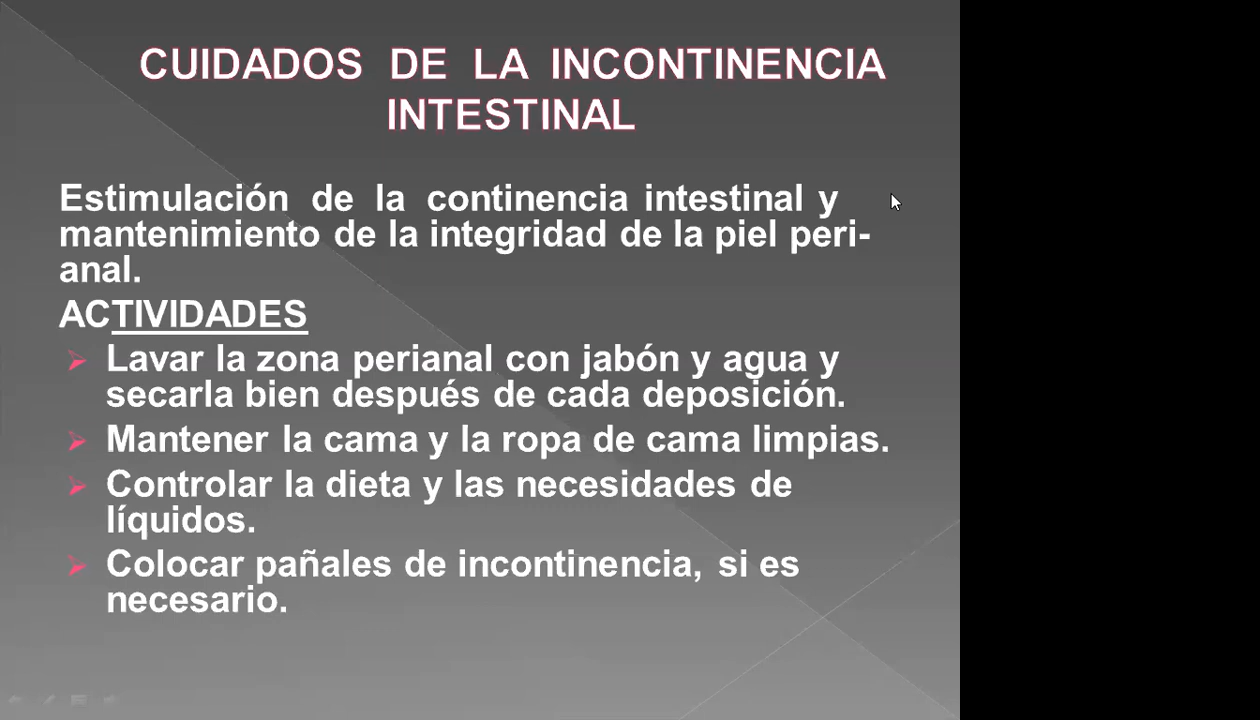 CUIDADOS DE LA INCONTINENCIA
INTESTINAL
Estimulación de la continencia intestinal y
mantenimiento de la integridad de la piel peri-
anal.
ACTIVIDADES
Lavar la zona perianal con jabón y agua y
secarla bien después de cada deposición.
Mantener la cama y la ropa de cama limpias.
Controlar la dieta y las necesidades de
líquidos.
Colocar pañales de incontinencia, si es
necesario.